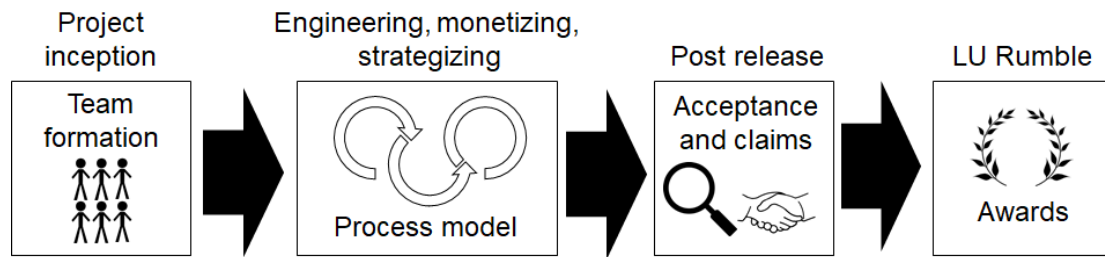 Project
inception
Team
formation
Engineering, monetizing,
strategizing
Process model
Post release
Acceptance
and claims
LU Rumble
Awards